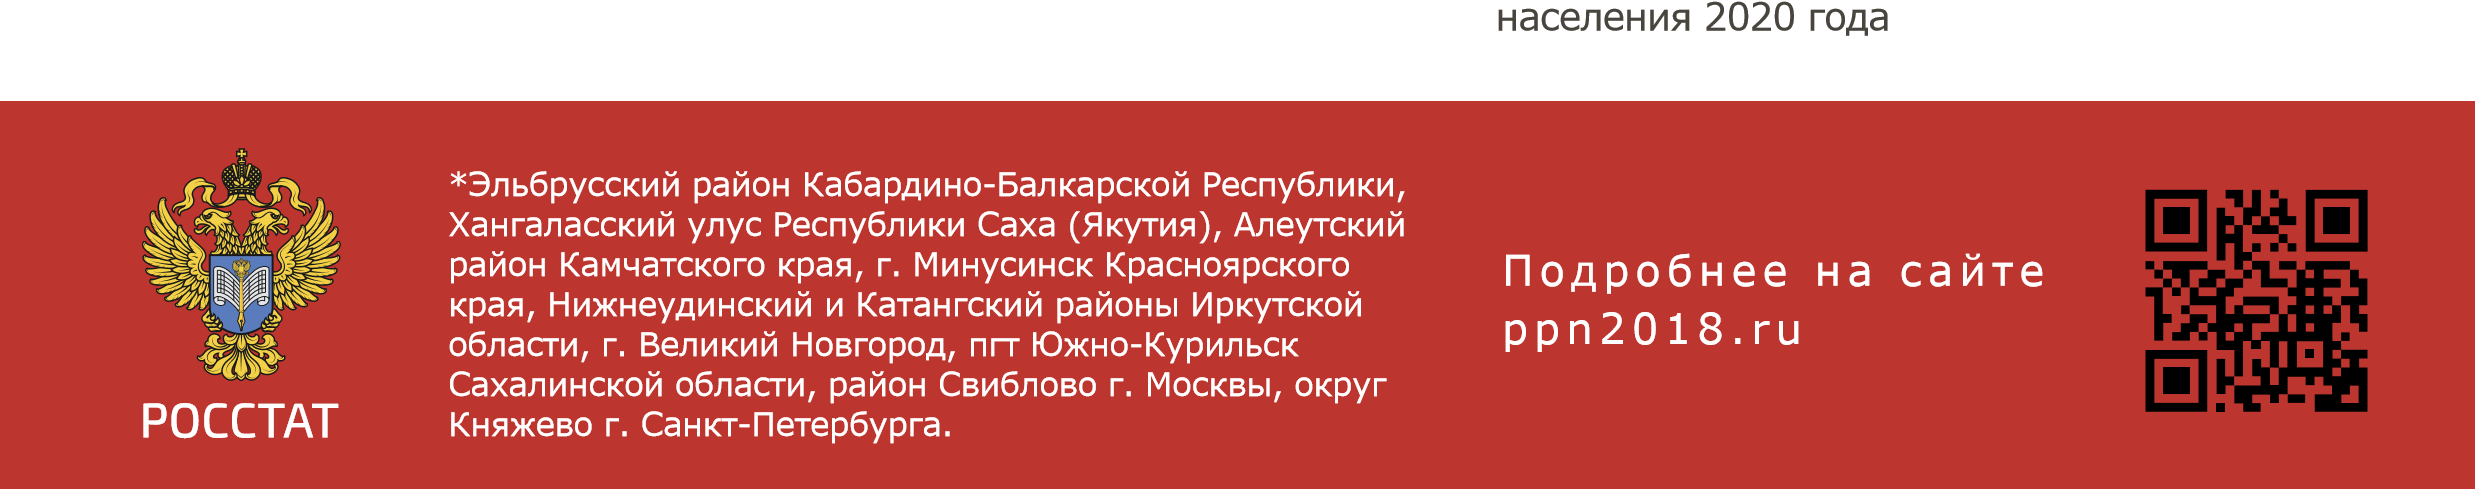 населения 2020 года
*Эльбрусский район Кабардино-Балкарской Республики,
Хангаласский улус Республики Саха (Якутия), Алеутский
район Камчатского края, г. Минусинск Красноярского
края, Нижнеудинский и Катангский районы Иркутской
области, г. Великий Новгород, пгт Южно-Курильск
Сахалинской области, район Свиблово г. Москвы, округ
Княжево г. Санкт-Петербурга.
РОССТАТ
Подробнее на сайте
ppn2018.ru